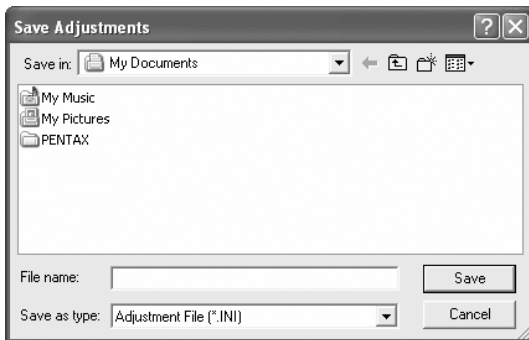 Save Adjustments
Save in: My Documents
My Music
My Pictures
PENTAX
File name:
Save
Save as type: Adjustment File (*.INI)
Cancel